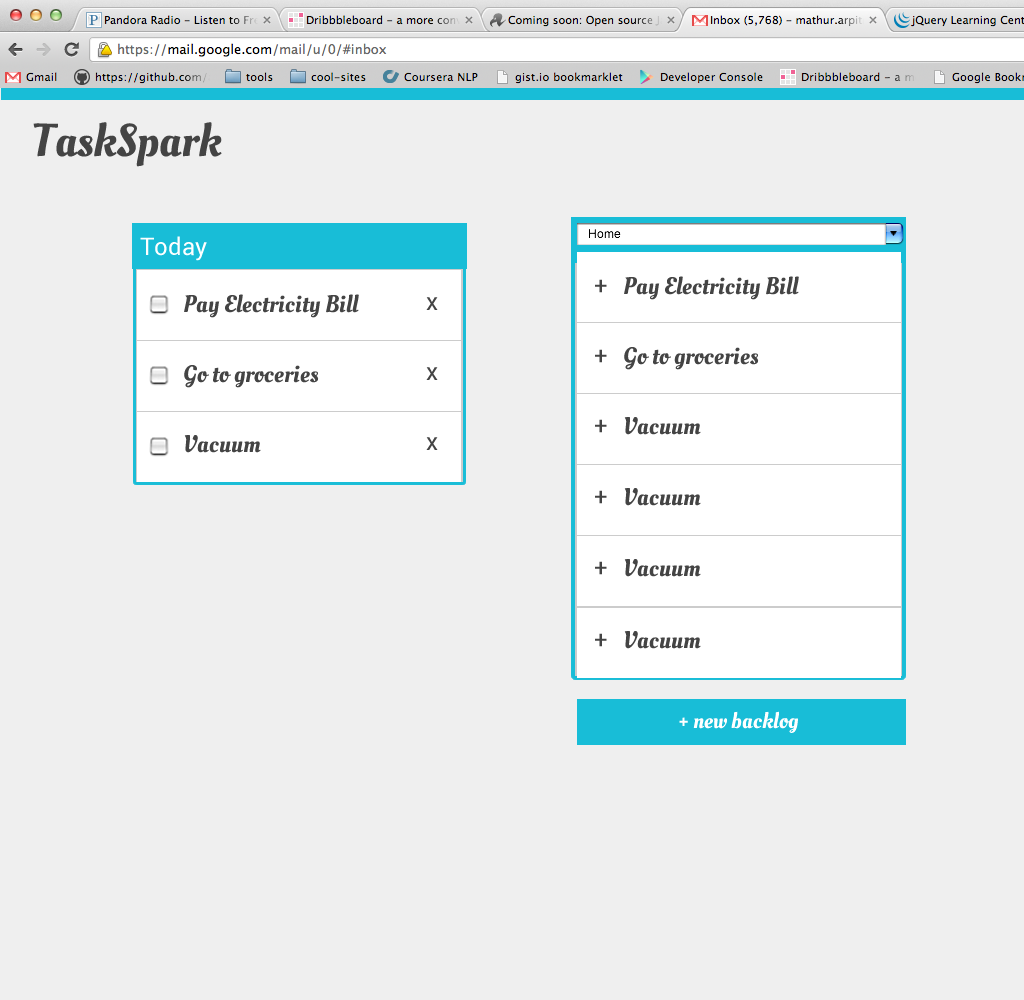 Pandora Radio – Listen to Fre
Dribbbleboard – a more con
Coming soon: Open source J
Inbox (5,768) – mathur.arpit
jQuery Learning Cent
https://mail.google.com/mail/u/0/#inbox
Gmail https://github.com/ tools cool-sites Coursera NLP gist.io bookmarklet Developer Console Dribbbleboard – a m Google Bookm
TaskSpark
Today
Pay Electricity Bill X
Go to groceries X
Vacuum X
Home
+ Pay Electricity Bill
+ Go to groceries
+ Vacuum
+ Vacuum
+ Vacuum
+ Vacuum
+ new backlog